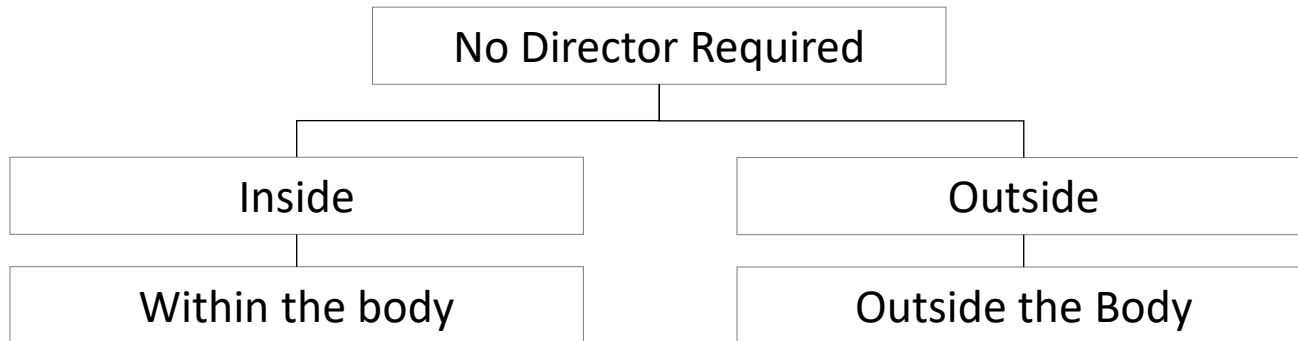 No Director Required
Inside
Outside
Within the body
Outside the Body